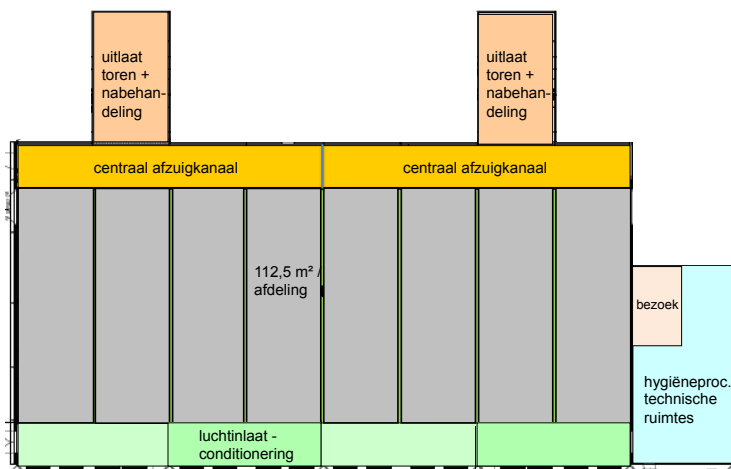 uitlaat
toren +
nabehan-
deling
uitlaat
toren +
nabehan-
deling
centraal afzuigkanaal
centraal afzuigkanaal
112,5 m² /
afdeling
bezoek
hygiëneproc.
technische
ruimtes
luchtinlaat -
conditionering